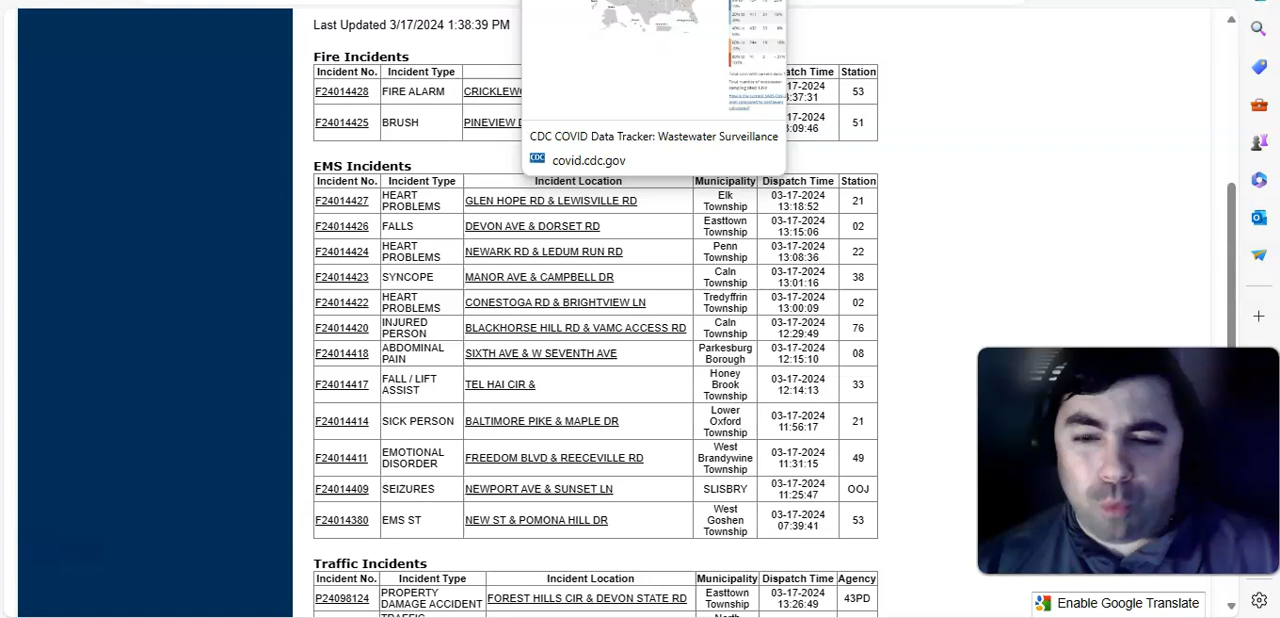 Last Updated 3/17/2024 1:38:39 PM
Fire Incidents
Incident No. Incident Type Time Station
F24014428 FIRE ALARM 53
F24014425 BRUSH PINEVIEW 51
CDC COVID Data Tracker: Wastewater Surveillance
CDC covid.cdc.gov
EMS Incidents
Incident No. Incident Type Incident Location Municipality Dispatch Time Station
F24014427 HEART PROBLEMS GLEN HOPE RD & LEWISVILLE RD Elk Township 03-17-2024 13:18:52 21
F24014426 FALLS DEVON AVE & DORSET RD Easttown Township 03-17-2024 13:15:06 02
F24014424 HEART PROBLEMS NEWARK RD & LEDUM RUN RD Penn Township 03-17-2024 13:08:36 22
F24014423 SYNCOPE MANOR AVE & CAMPBELL DR Caln Township 03-17-2024 13:01:16 38
F24014422 HEART PROBLEMS CONESTOGA RD & BRIGHTVIEW LN Tredyffrin Township 03-17-2024 13:00:09 02
F24014420 INJURED PERSON BLACKHORSE HILL RD & VAMC ACCESS RD Caln Township 03-17-2024 12:29:49 76
F24014418 ABDOMINAL PAIN SIXTH AVE & W SEVENTH AVE Parkesburg Borough 03-17-2024 12:15:10 08
F24014417 FALL / LIFT ASSIST TEL HAI CIR & Honey Brook Township 03-17-2024 12:14:13 33
F24014414 SICK PERSON BALTIMORE PIKE & MAPLE DR Lower Oxford Township 03-17-2024 11:56:17 21
F24014411 EMOTIONAL DISORDER FREEDOM BLVD & REECEVILLE RD West Brandywine Township 03-17-2024 11:31:15 49
F24014409 SEIZURES NEWPORT AVE & SUNSET LN SLISBRY 03-17-2024 11:25:47 OOJ
F24014380 EMS ST NEW ST & POMONA HILL DR West Goshen Township 03-17-2024 07:39:41 53
Traffic Incidents
Incident No. Incident Type Incident Location Municipality Dispatch Time Agency
P24098124 PROPERTY DAMAGE ACCIDENT FOREST HILLS CIR & DEVON STATE RD Easttown Township 03-17-2024 13:26:49 43PD
Enable Google Translate